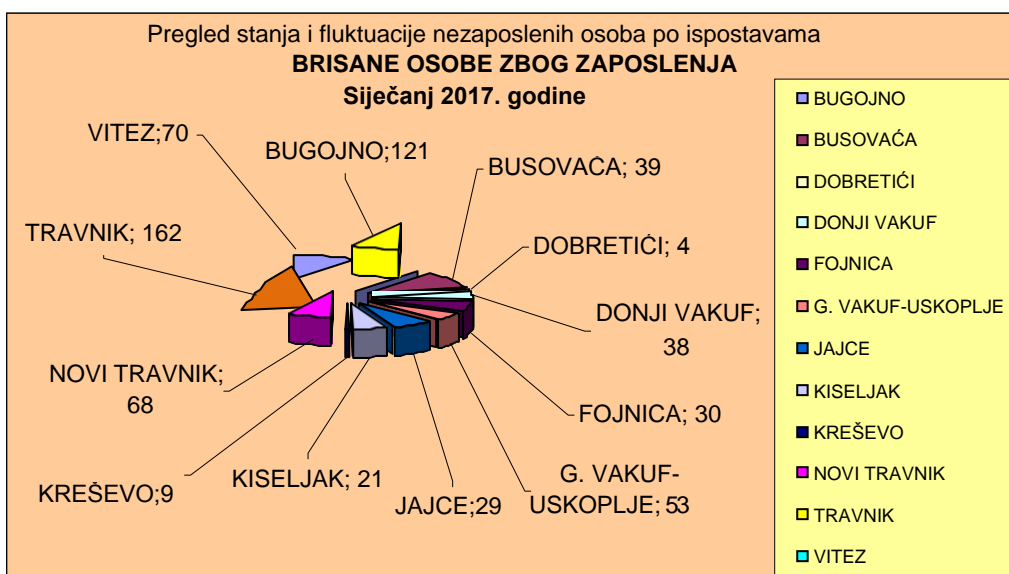 Pregled stanja i fluktuacije nezaposlenih osoba po ispostavama
BRISANE OSOBE ZBOG ZAPOSLENJA
Siječanj 2017. godine
VITEZ;70
BUGOJNO;121
BUSOVAĆA; 39
TRAVNIK; 162
DOBRETIĆI; 4
DONJI VAKUF;
38
NOVI TRAVNIK;
68
FOJNICA; 30
KREŠEVO;9
KISELJAK; 21
JAJCE;29
G. VAKUF-
USKOPLJE; 53
BUGOJNO
BUSOVAĆA
DOBRETIĆI
DONJI VAKUF
FOJNICA
G. VAKUF-USKOPLJE
JAJCE
KISELJAK
KREŠEVO
NOVI TRAVNIK
TRAVNIK
VITEZ